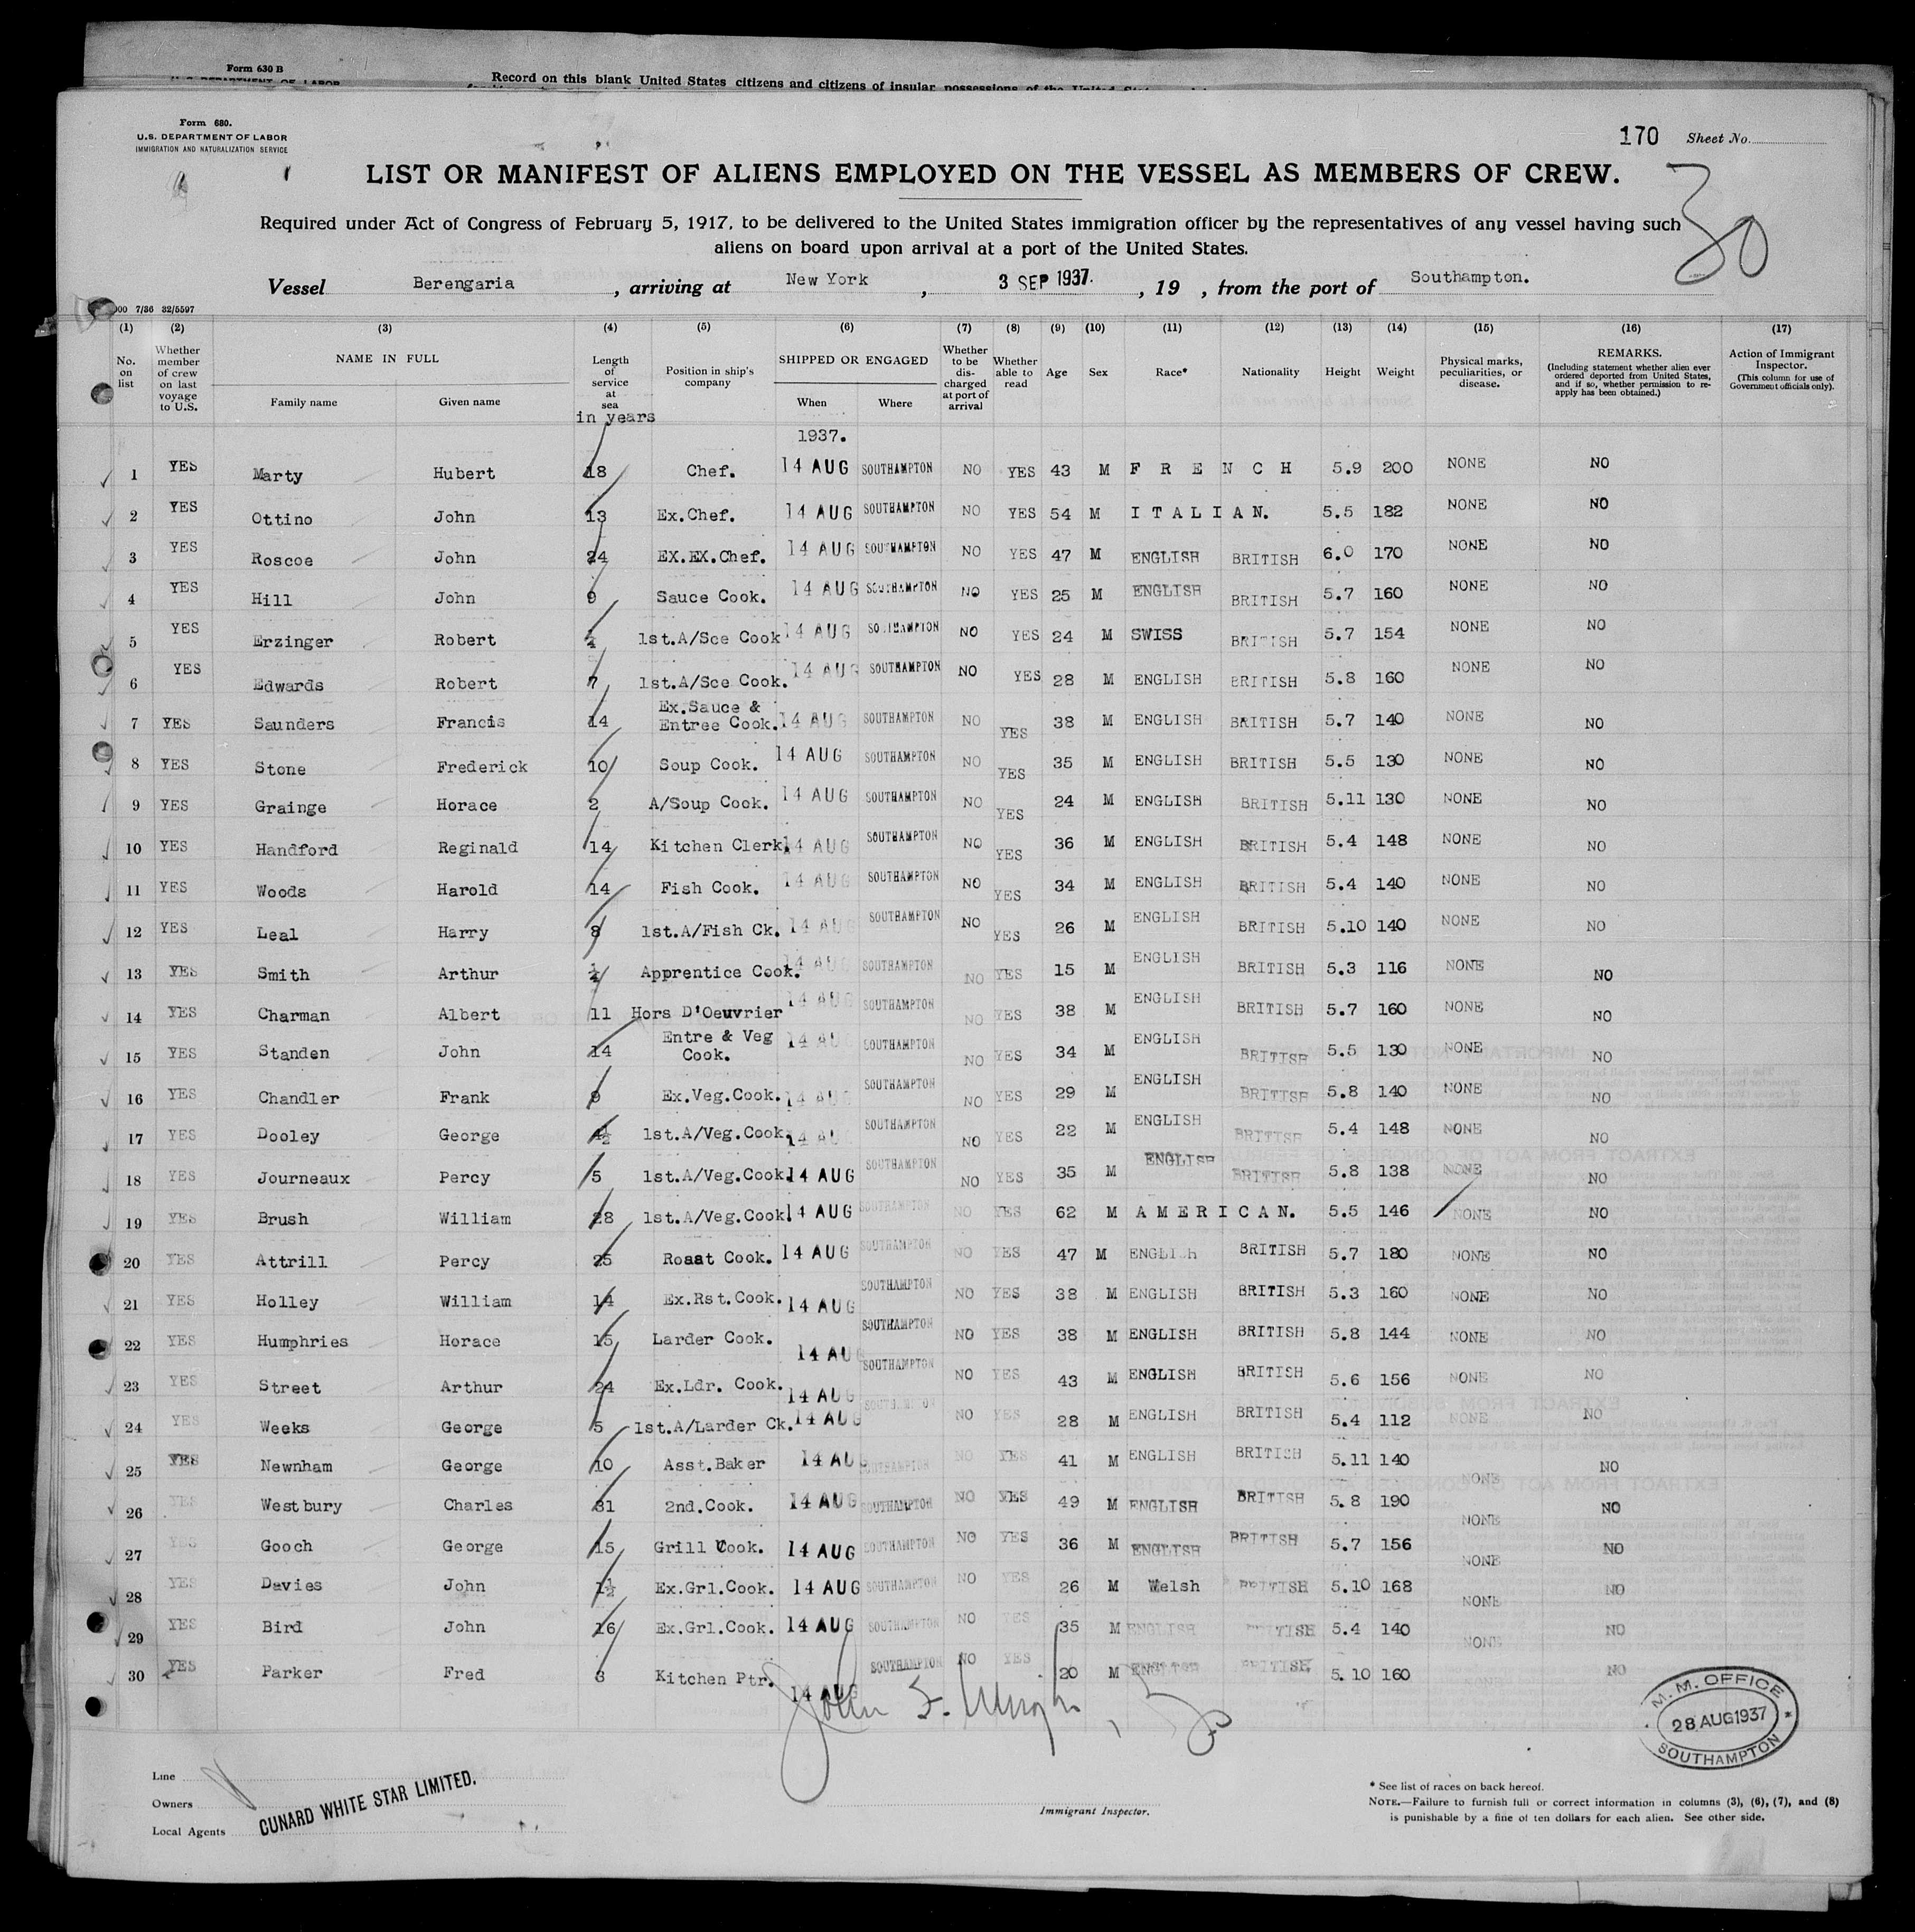 Form 630 B
Record on this blank United States citizens and citizens of insular possessions of the United
Form 680.
U.S. DEPARTMENT OF LABOR
IMMIGRATION AND NATURALIZATION SERVICE
170 Sheet No.
LIST OR MANIFEST OF ALIENS EMPLOYED ON THE VESSEL AS MEMBERS OF CREW.
30
Required under Act of Congress of February 5, 1917, to be delivered to the United States immigration officer by the representatives of any vessel having such
aliens on board upon arrival at a port of the United States.
Vessel Berengaria, arriving at New York, 3 SEP 1937., 19 , from the port of Southampton.
00 7/36 32/5597
(1) (2) (3) (4) (5) (6) (7) (8) (9) (10) (11) (12) (13) (14) (15) (16) (17)
No. on list Whether member of crew on last voyage to U.S. NAME IN FULL Family name Given name Length of service at sea in years Position in ship's company SHIPPED OR ENGAGED When Where Whether to be discharged at port of arrival Whether able to read Age Sex Race* Nationality Height Weight Physical marks, peculiarities, or disease. REMARKS. (Including statement whether alien ever ordered deported from United States, and if so, whether permission to reapply has been obtained.) Action of Immigrant Inspector. (This column for use of Government officials only).
1937.
1 YES Marty Hubert 18 Chef. 14 AUG SOUTHAMPTON NO YES 43 M FRENCH 5.9 200 NONE NO
2 YES Ottino John 13 Ex.Chef. 14 AUG SOUTHAMPTON NO YES 54 M ITALIAN. 5.5 182 NONE NO
3 YES Roscoe John 24 EX.EX.Chef. 14 AUG SOUTHAMPTON NO YES 47 M ENGLISH BRITISH 6.0 170 NONE NO
4 YES Hill John 9 Sauce Cook. 14 AUG SOUTHAMPTON NO YES 25 M ENGLISH BRITISH 5.7 160 NONE NO
5 YES Erzinger Robert 1st.A/Sce Cook 14 AUG SOUTHAMPTON NO YES 24 M SWISS BRITISH 5.7 154 NONE NO
6 YES Edwards Robert 7 1st.A/Sce Cook. 14 AUG SOUTHAMPTON NO YES 28 M ENGLISH BRITISH 5.8 160 NONE NO
7 YES Saunders Francis 14 Ex.Sauce & Entree Cook. 14 AUG SOUTHAMPTON NO YES 38 M ENGLISH BRITISH 5.7 140 NONE NO
8 YES Stone Frederick 10 Soup Cook. 14 AUG SOUTHAMPTON NO YES 35 M ENGLISH BRITISH 5.5 130 NONE NO
9 YES Grainge Horace 2 A/Soup Cook. 14 AUG SOUTHAMPTON NO YES 24 M ENGLISH BRITISH 5.11 130 NONE NO
10 YES Handford Reginald 14 Kitchen Clerk. 14 AUG SOUTHAMPTON NO YES 36 M ENGLISH BRITISH 5.4 148 NONE NO
11 YES Woods Harold 14 Fish Cook. 14 AUG SOUTHAMPTON NO YES 34 M ENGLISH BRITISH 5.4 140 NONE NO
12 YES Leal Harry 8 1st.A/Fish Ck. 14 AUG SOUTHAMPTON NO YES 26 M ENGLISH BRITISH 5.10 140 NONE NO
13 YES Smith Arthur ½ Apprentice Cook. 14 AUG SOUTHAMPTON NO YES 15 M ENGLISH BRITISH 5.3 116 NONE NO
14 YES Charman Albert 11 Hors D'Oeuvrier 14 AUG SOUTHAMPTON NO YES 38 M ENGLISH BRITISH 5.7 160 NONE NO
15 YES Standen John 14 Entre & Veg Cook. 14 AUG SOUTHAMPTON NO YES 34 M ENGLISH BRITISH 5.5 130 NONE NO
16 YES Chandler Frank 9 Ex.Veg.Cook. 14 AUG SOUTHAMPTON NO YES 29 M ENGLISH BRITISH 5.8 140 NONE NO
17 YES Dooley George 4½ 1st.A/Veg.Cook. 14 AUG SOUTHAMPTON NO YES 22 M ENGLISH BRITISH 5.4 148 NONE NO
18 YES Journeaux Percy 5 1st.A/Veg.Cook. 14 AUG SOUTHAMPTON NO YES 35 M ENGLISH BRITISH 5.8 138 NONE NO
19 YES Brush William 28 1st.A/Veg.Cook. 14 AUG SOUTHAMPTON NO YES 62 M AMERICAN. 5.5 146 NONE NO
20 YES Attrill Percy 25 Roast Cook. 14 AUG SOUTHAMPTON NO YES 47 M ENGLISH BRITISH 5.7 180 NONE NO
21 YES Holley William 14 Ex.Rst.Cook. 14 AUG SOUTHAMPTON NO YES 38 M ENGLISH BRITISH 5.3 160 NONE NO
22 YES Humphries Horace 15 Larder Cook. 14 AUG SOUTHAMPTON NO YES 38 M ENGLISH BRITISH 5.8 144 NONE NO
23 YES Street Arthur 24 Ex.Ldr. Cook. 14 AUG SOUTHAMPTON NO YES 43 M ENGLISH BRITISH 5.6 156 NONE NO
24 YES Weeks George 5 1st.A/Larder Ck. 14 AUG SOUTHAMPTON NO YES 28 M ENGLISH BRITISH 5.4 112 NONE NO
25 YES Newnham George 10 Asst.Baker 14 AUG SOUTHAMPTON NO YES 41 M ENGLISH BRITISH 5.11 140 NONE NO
26 YES Westbury Charles 31 2nd.Cook. 14 AUG SOUTHAMPTON NO YES 49 M ENGLISH BRITISH 5.8 190 NONE NO
27 YES Gooch George 15 Grill Cook. 14 AUG SOUTHAMPTON NO YES 36 M ENGLISH BRITISH 5.7 156 NONE NO
28 YES Davies John 1½ Ex.Grl.Cook. 14 AUG SOUTHAMPTON NO YES 26 M Welsh BRITISH 5.10 168 NONE NO
29 YES Bird John 16 Ex.Grl.Cook. 14 AUG SOUTHAMPTON NO YES 35 M ENGLISH BRITISH 5.4 140 NONE NO
30 YES Parker Fred 3 Kitchen Ptr. 14 AUG SOUTHAMPTON NO YES 20 M ENGLISH BRITISH 5.10 160 NONE NO
John F.
M.M. OFFICE
28 AUG 1937
SOUTHAMPTON
Line
Owners
Local Agents
CUNARD WHITE STAR LIMITED.
Immigrant Inspector.
* See list of races on back hereof.
NOTE.—Failure to furnish full or correct information in columns (3), (6), (7), and (8)
is punishable by a fine of ten dollars for each alien. See other side.